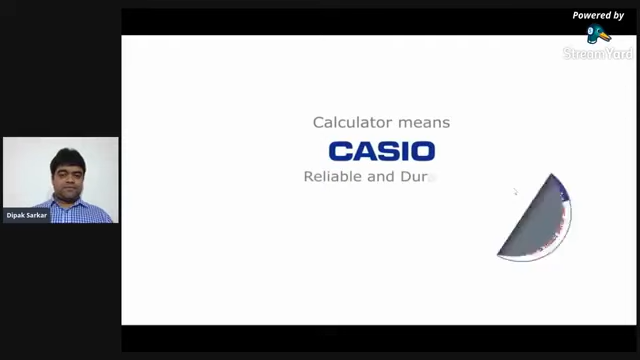 Powered by
StreamYard
Calculator means
CASIO
Reliable and Dur
Dipak Sarkar